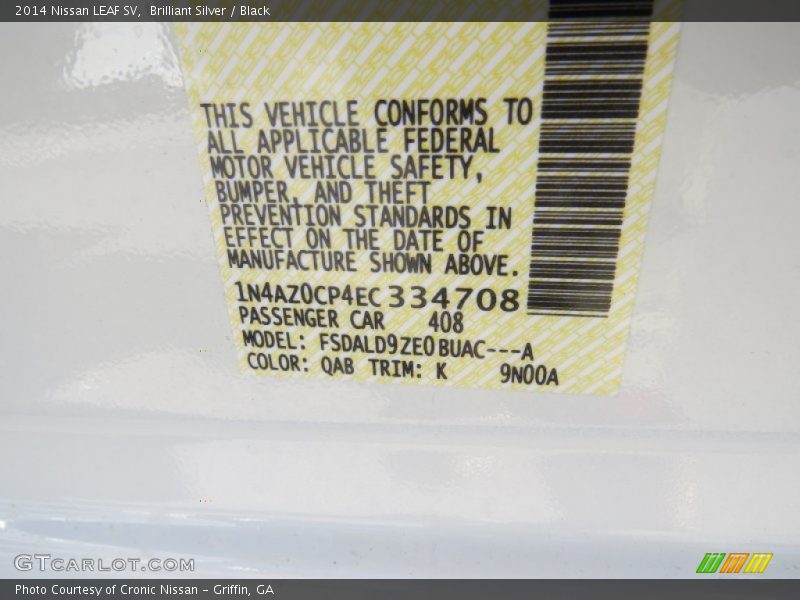 2014 Nissan LEAF SV,  Brilliant Silver / Black
THIS VEHICLE CONFORMS TO
ALL APPLICABLE FEDERAL
MOTOR VEHICLE SAFETY,
BUMPER, AND THEFT
PREVENTION STANDARDS IN
EFFECT ON THE DATE OF
MANUFACTURE SHOWN ABOVE.
1N4AZ0CP4EC334708
PASSENGER CAR 408
MODEL: FSDALD9ZE0BUAC---A
COLOR: QAB TRIM: K 9N00A
GTCARLOT.COM
Photo Courtesy of Cronic Nissan - Griffin, GA